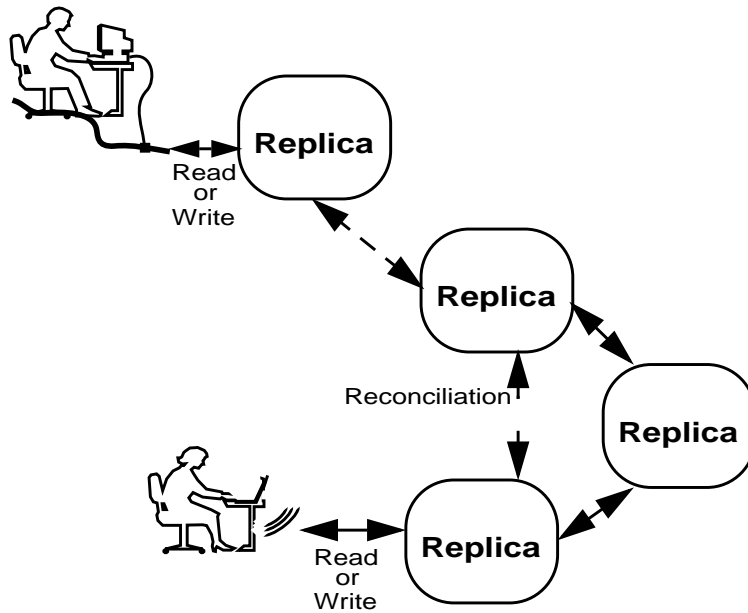 Replica
Read
or
Write
Replica
Reconciliation
Replica
Replica
Read
or
Write